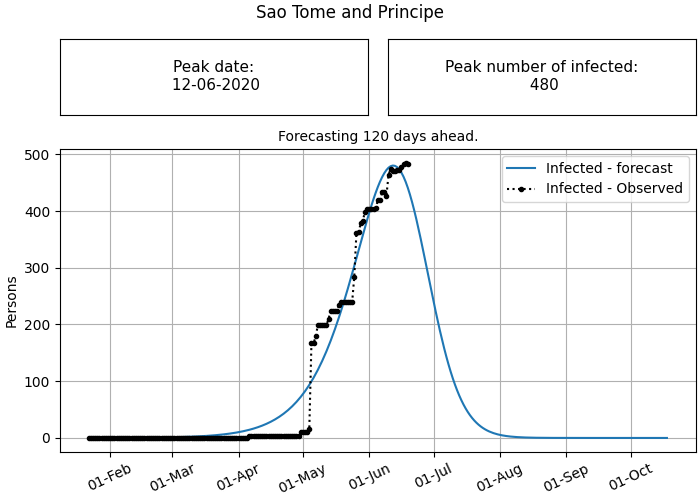 Sao Tome and Principe
Peak date:
12-06-2020
Peak number of infected:
480
Forecasting 120 days ahead.
Infected - forecast
Infected - Observed
Persons
500
400
300
200
100
0
01-Feb
01-Mar
01-Apr
01-May
01-Jun
01-Jul
01-Aug
01-Sep
01-Oct